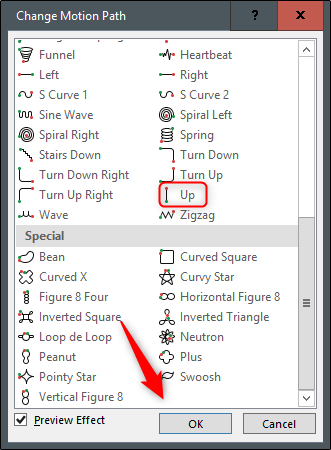 Change Motion Path ? X
Funnel Heartbeat
Left Right
S Curve 1 S Curve 2
Sine Wave Spiral Left
Spiral Right Spring
Stairs Down Turn Down
Turn Down Right Turn Up
Turn Up Right Up
Wave Zigzag
Special
Bean Curved Square
Curved X Curvy Star
Figure 8 Four Horizontal Figure 8
Inverted Square Inverted Triangle
Loop de Loop Neutron
Peanut Plus
Pointy Star Swoosh
Vertical Figure 8
Preview Effect OK Cancel